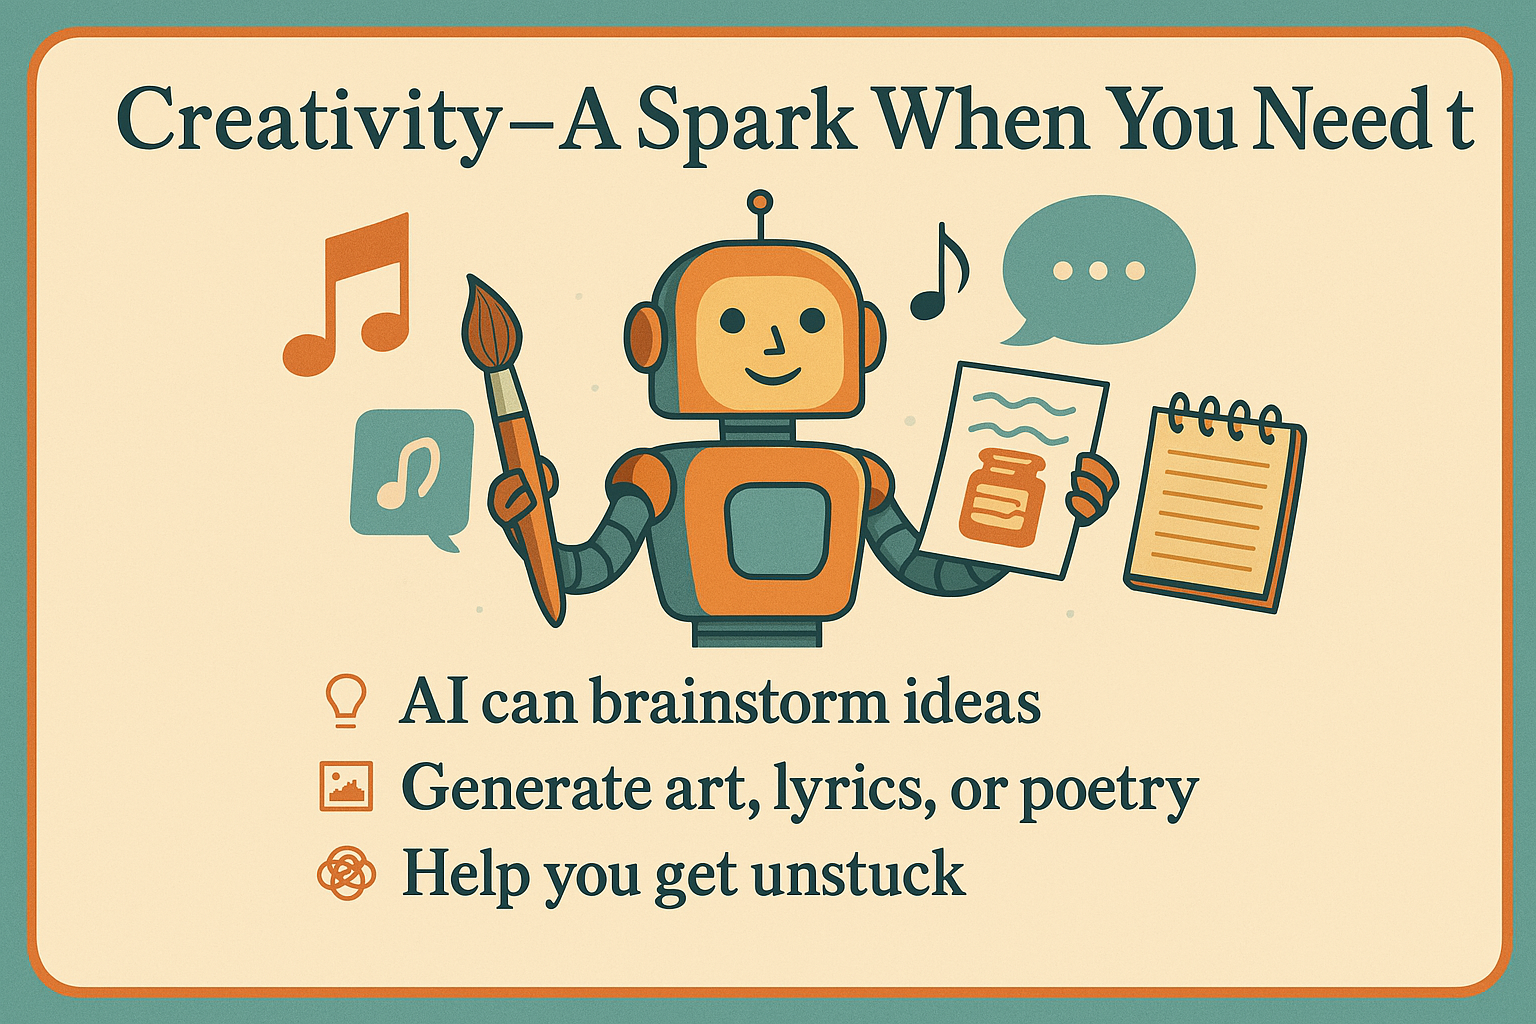 Creativity–A Spark When You Need t
AI can brainstorm ideas
Generate art, lyrics, or poetry
Help you get unstuck